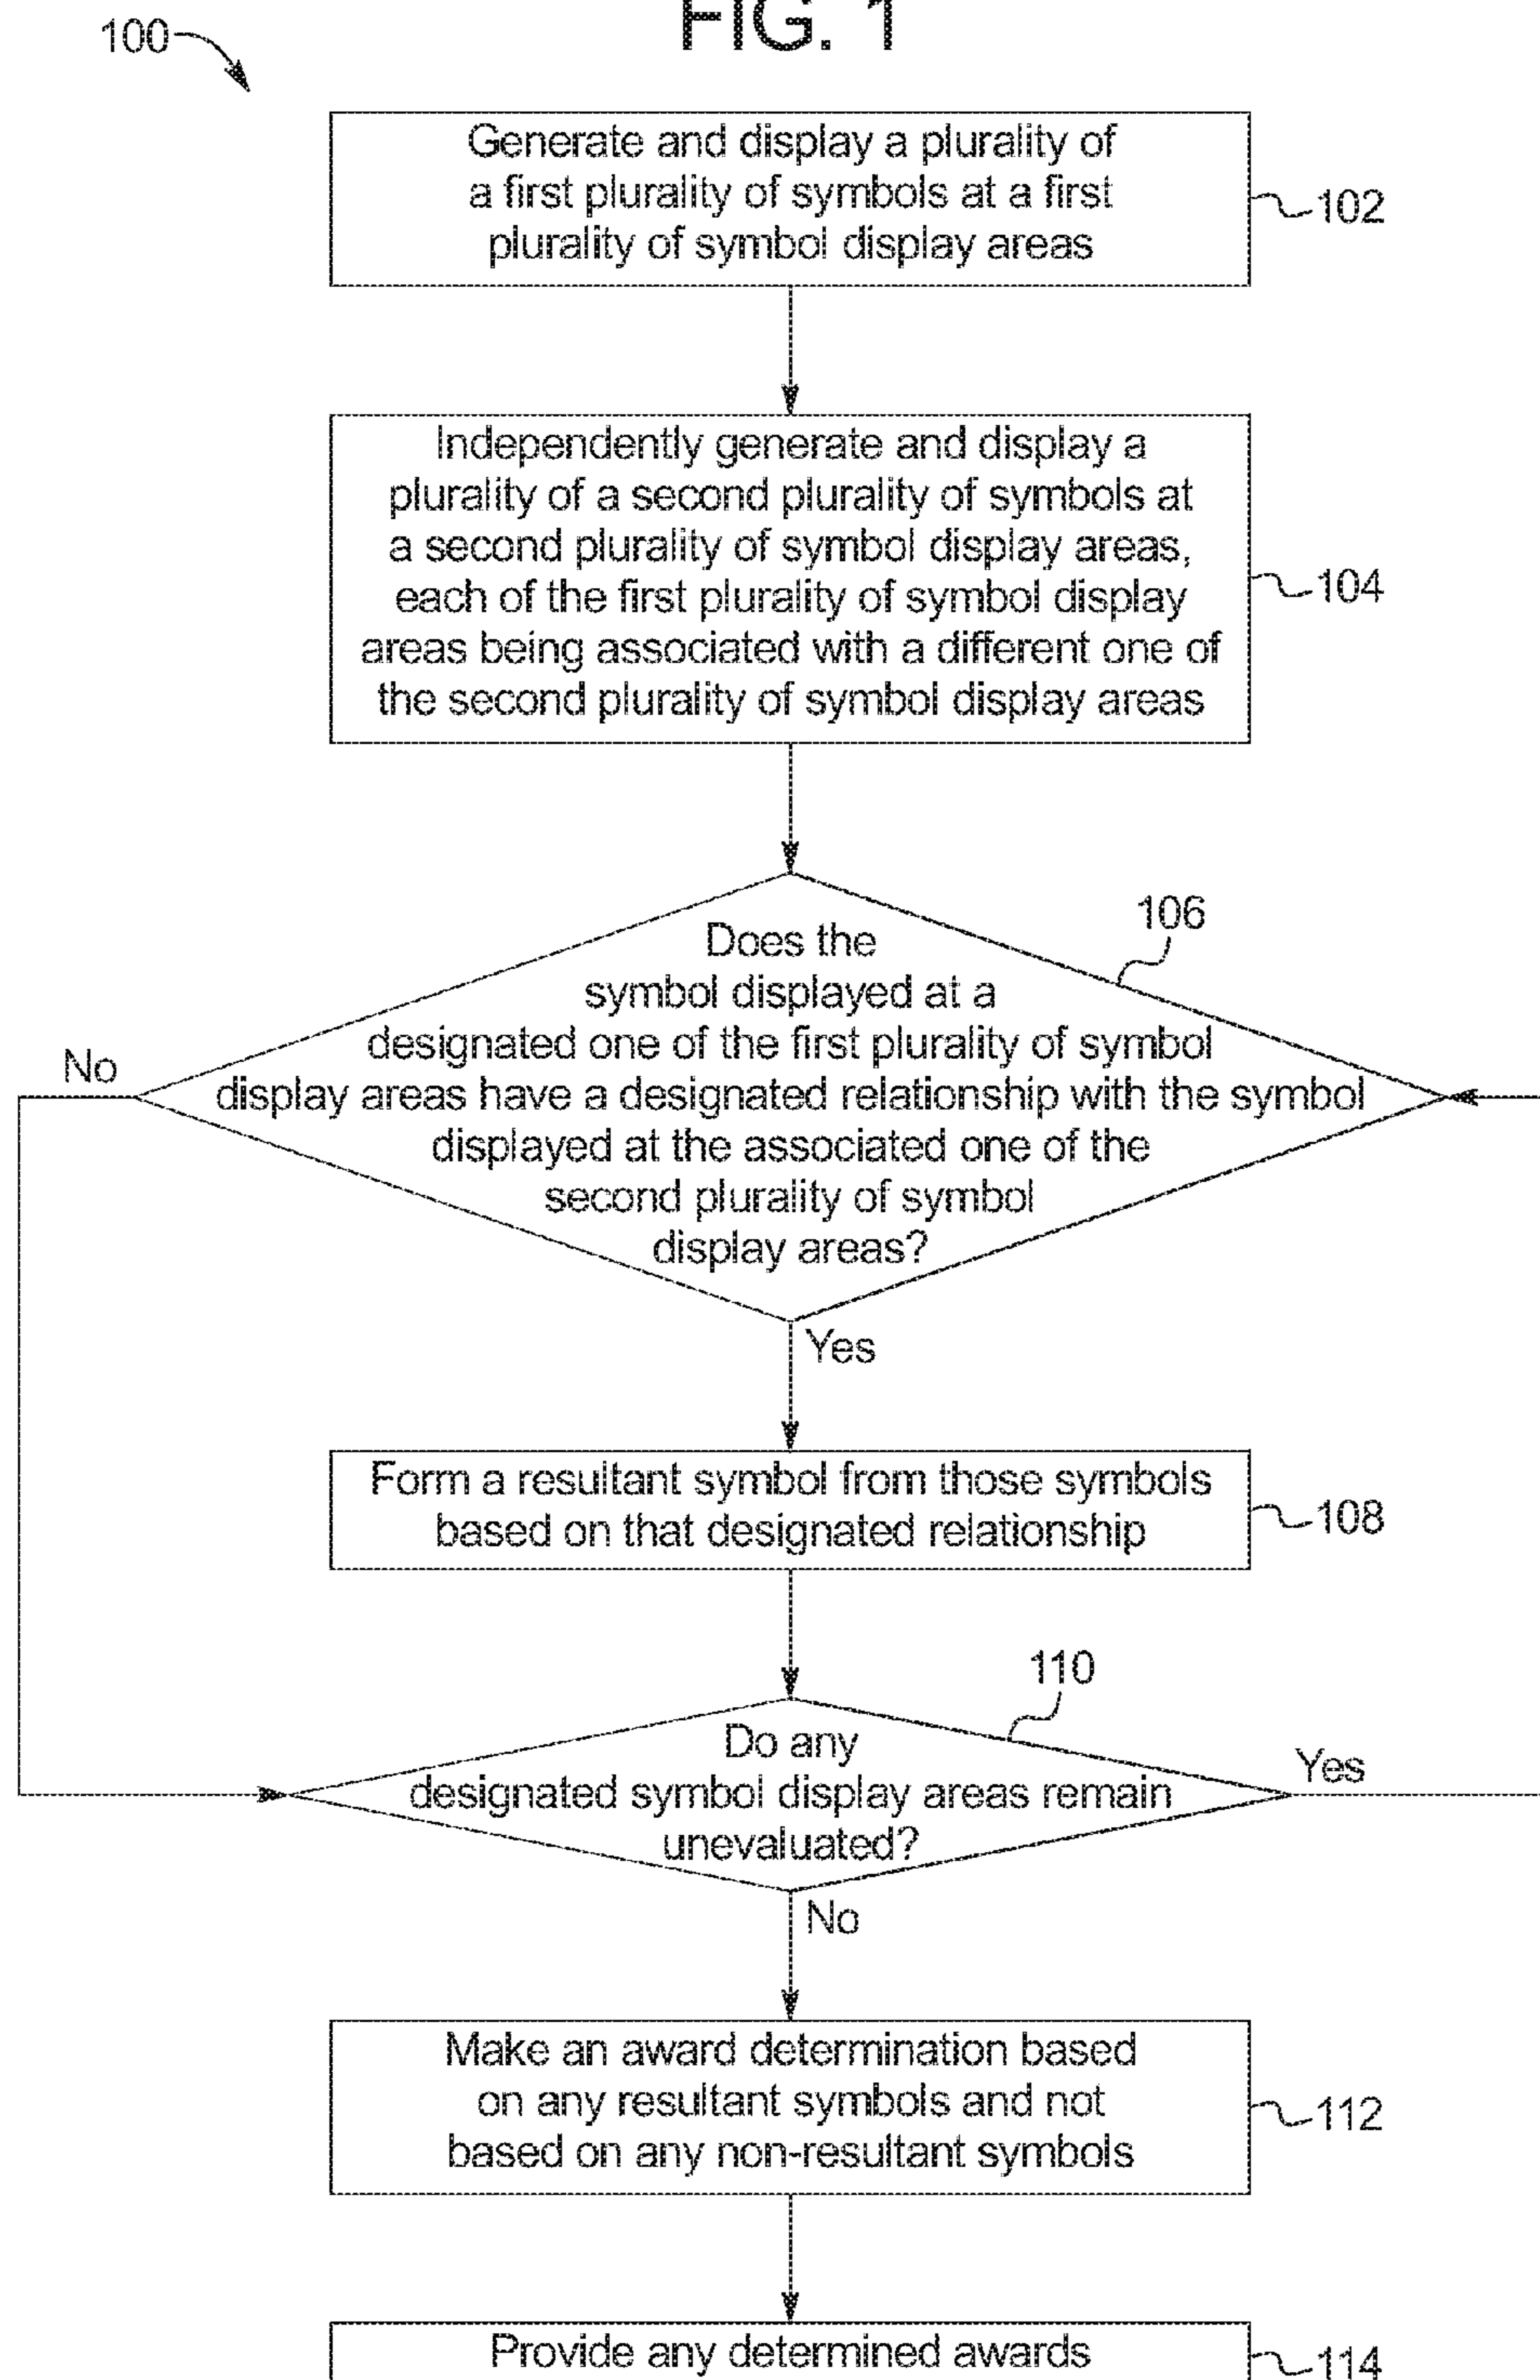 FIG. 1
100
Generate and display a plurality of
a first plurality of symbols at a first
plurality of symbol display areas
102
Independently generate and display a
plurality of a second plurality of symbols at
a second plurality of symbol display areas,
each of the first plurality of symbol display
areas being associated with a different one of
the second plurality of symbol display areas
104
106
Does the
symbol displayed at a
designated one of the first plurality of symbol
display areas have a designated relationship with the symbol
displayed at the associated one of the
second plurality of symbol
display areas?
No
Yes
Form a resultant symbol from those symbols
based on that designated relationship
108
110
Do any
designated symbol display areas remain
unevaluated?
Yes
No
Make an award determination based
on any resultant symbols and not
based on any non-resultant symbols
112
Provide any determined awards
114